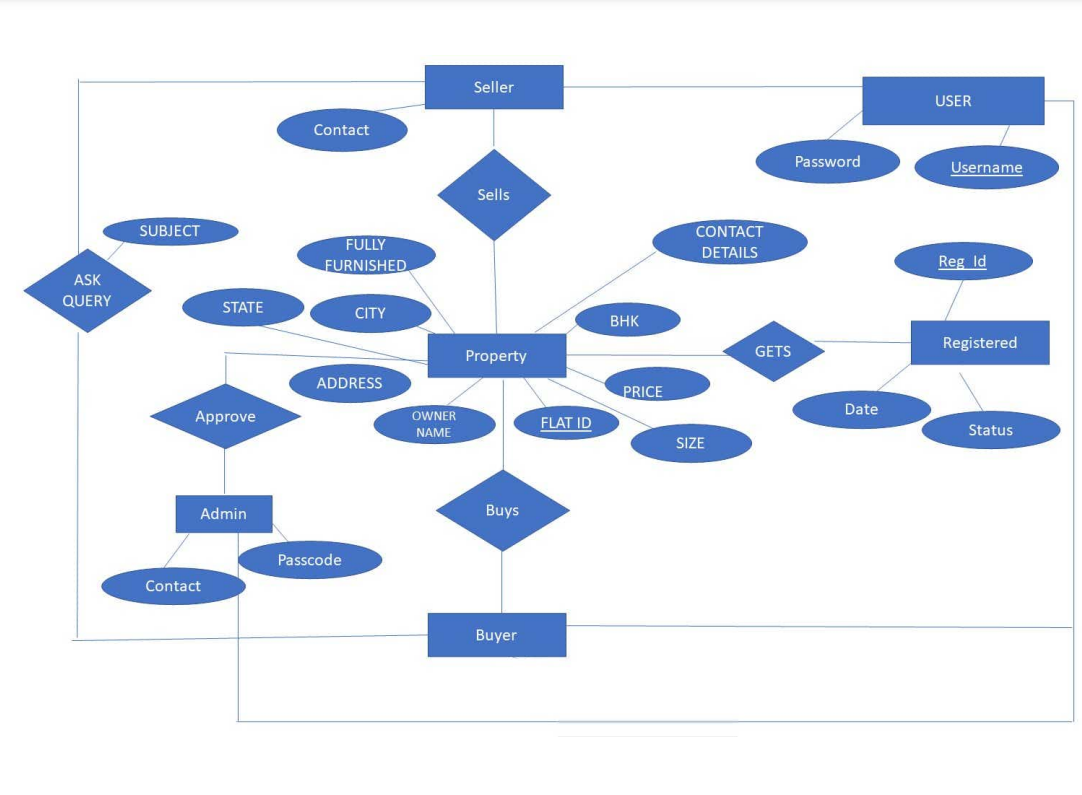 Seller
USER
Contact
Password
Username
Sells
SUBJECT
CONTACT
DETAILS
FULLY
FURNISHED
Reg_Id
ASK
QUERY
STATE
CITY
BHK
Property
GETS
Registered
ADDRESS
PRICE
Approve
OWNER
NAME
FLAT ID
Date
Status
SIZE
Admin
Buys
Passcode
Contact
Buyer